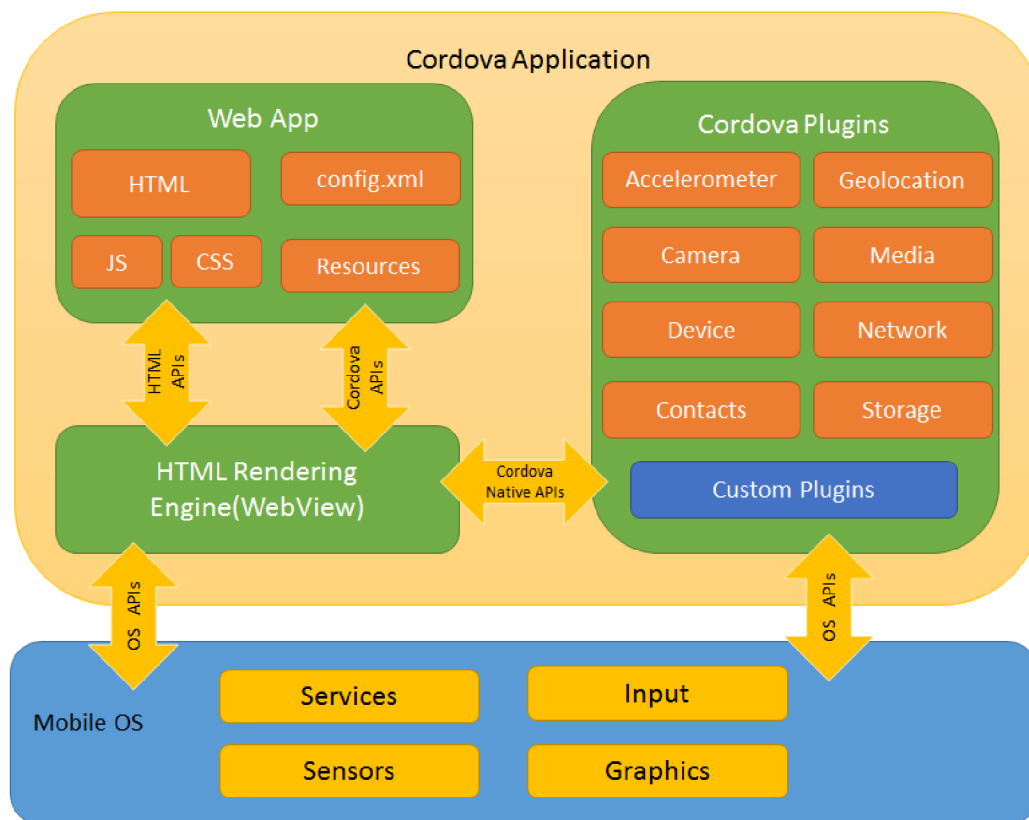 Cordova Application
Web App
HTML
config.xml
JS
CSS
Resources
HTML
APIs
Cordova
APIs
HTML Rendering
Engine(WebView)
Cordova
Native APIs
Cordova Plugins
Accelerometer
Geolocation
Camera
Media
Device
Network
Contacts
Storage
Custom Plugins
OS APIs
OS APIs
Mobile OS
Services
Input
Sensors
Graphics